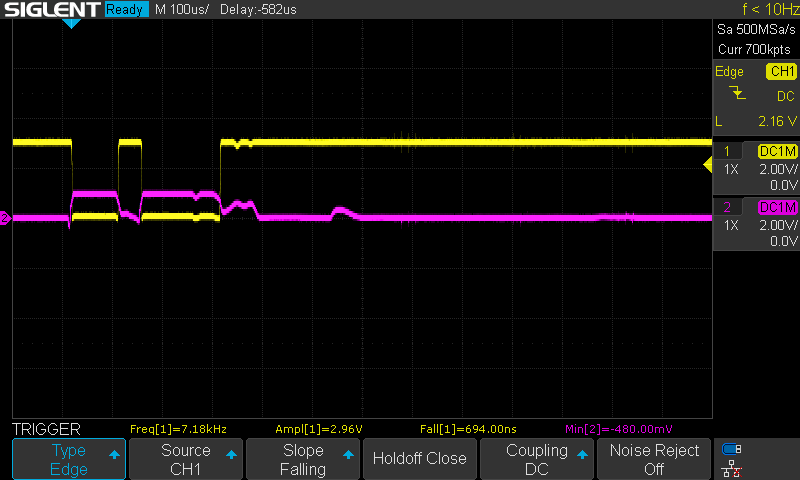 SIGLENT Ready M 100us/ Delay:-582us f < 10Hz
Sa 500MSa/s
Curr 700kpts
Edge CH1
DC
L 2.16 V
1 DC1M
1X 2.00V/
0.0V
2 DC1M
1X 2.00V/
0.0V
2
TRIGGER Freq[1]=7.18kHz Ampl[1]=2.96V Fall[1]=694.00ns Min[2]=-480.00mV
Type
Edge
Source
CH1
Slope
Falling
Holdoff Close
Coupling
DC
Noise Reject
Off